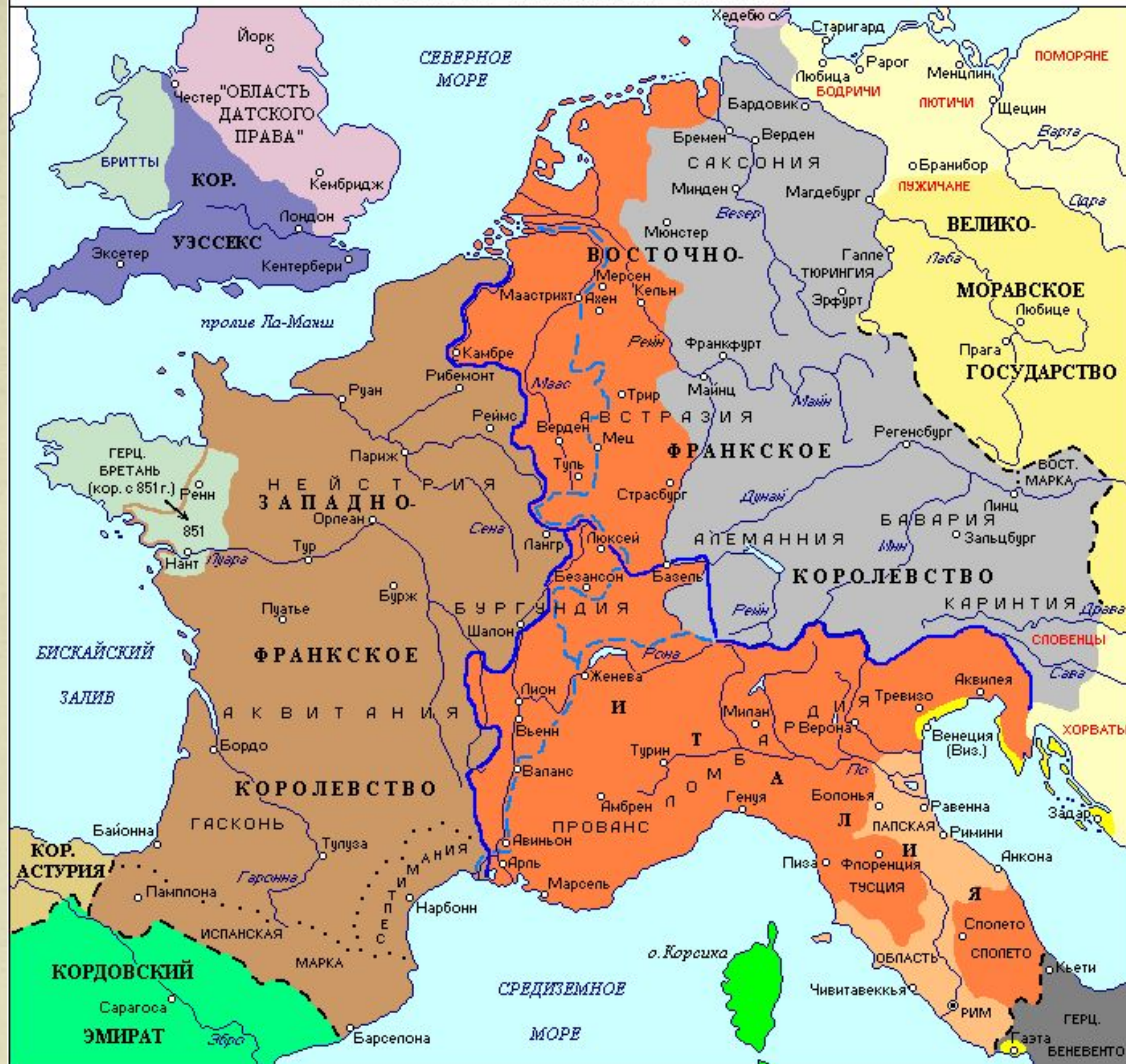 Хедебю
Йорк
СЕВЕРНОЕ
МОРЕ
Старигард
Любица
Рарог
БОДРИЧИ
Менцлин
ПОМОРЯНЕ
ЛЮТИЧИ
Щецин
Варта
Честер
"ОБЛАСТЬ
ДАТСКОГО
ПРАВА"
Бардовик
Бремен
Верден
САКСОНИЯ
БРИТТЫ
КОР.
Кембридж
Бранибор
ЛУЖИЧАНЕ
Одра
Минден
Магдебург
Везер
Мюнстер
Лондон
УЭССЕКС
Эксетер
Кентербери
ВЕЛИКО-
ВОСТОЧНО-
Галле
Лаба
ТЮРИНГИЯ
Мерсен
Маастрихт
Ахен
Кельн
Эрфурт
МОРАВСКОЕ
Любице
пролив Ла-Манш
Прага
ГОСУДАРСТВО
Камбре
Рейн
Франкфурт
Рибемонт
Маас
Майнц
Майн
Руан
Трир
Реймс
АВСТРАЗИЯ
Верден
Мец
Регенсбург
ФРАНКСКОЕ
ГЕРЦ.
БРЕТАНЬ
(кор. с 851 г.)
Ренн
851
Париж
Туль
ВОСТ.
МАРКА
НЕЙСТРИЯ
Страсбург
Дунай
Линц
ЗАПАДНО-
Орлеан
БАВАРИЯ
Сена
Зальцбург
Нант
Луара
Тур
Лангр
Люксей
АЛЕМАННИЯ
Инн
Базель
Безансон
КОРОЛЕВСТВО
Бурж
Пуатье
БУРГУНДИЯ
Рейн
КАРИНТИЯ
Драва
Шалон
СЛОВЕНЦЫ
БИСКАЙСКИЙ
ЗАЛИВ
ФРАНКСКОЕ
Рона
Женева
Сава
Аквилея
Лион
Тревизо
АКВИТАНИЯ
Милан
Верона
Вьенн
Венеция
(Виз.)
ХОРВАТЫ
Бордо
Турин
Валанс
По
КОРОЛЕВСТВО
ЛОМБАРДИЯ
ИТАЛИЯ
Амбрен
Генуя
Болонья
Равенна
Задар
ГАСКОНЬ
ПРОВАНС
ПАПСКАЯ
Римини
Байонна
Тулуза
Авиньон
КОР.
АСТУРИЯ
Арль
Пиза
Флоренция
ТУСЦИЯ
Анкона
Гаронна
СЕПТИМАНИЯ
Марсель
Памплона
Нарбонн
ИСПАНСКАЯ
МАРКА
Сполето
СПОЛЕТО
о. Корсика
ОБЛАСТЬ
Кьети
КОРДОВСКИЙ
Сарагоса
СРЕДИЗЕМНОЕ
МОРЕ
Чивитавеккья
РИМ
ГЕРЦ.
БЕНЕВЕНТО
ЭМИРАТ
Эбро
Барселона
Гаэта